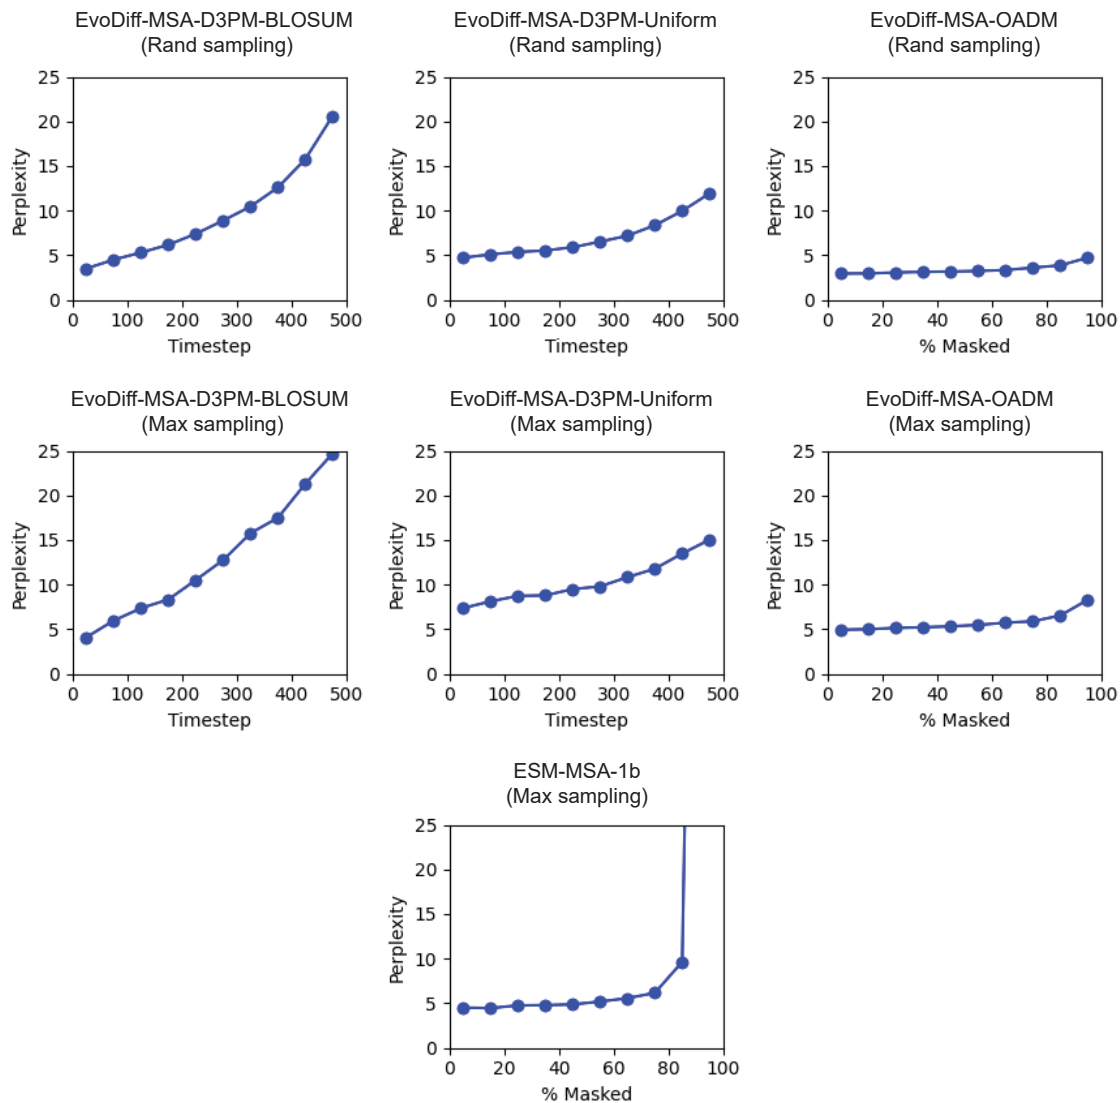 EvoDiff-MSA-D3PM-BLOSUM
(Rand sampling)
EvoDiff-MSA-D3PM-Uniform
(Rand sampling)
EvoDiff-MSA-OADM
(Rand sampling)
25
20
15
10
5
0
Perplexity
0 100 200 300 400 500
Timestep
25
20
15
10
5
0
Perplexity
0 100 200 300 400 500
Timestep
25
20
15
10
5
0
Perplexity
0 20 40 60 80 100
% Masked
EvoDiff-MSA-D3PM-BLOSUM
(Max sampling)
EvoDiff-MSA-D3PM-Uniform
(Max sampling)
EvoDiff-MSA-OADM
(Max sampling)
25
20
15
10
5
0
Perplexity
0 100 200 300 400 500
Timestep
25
20
15
10
5
0
Perplexity
0 100 200 300 400 500
Timestep
25
20
15
10
5
0
Perplexity
0 20 40 60 80 100
% Masked
ESM-MSA-1b
(Max sampling)
25
20
15
10
5
0
Perplexity
0 20 40 60 80 100
% Masked